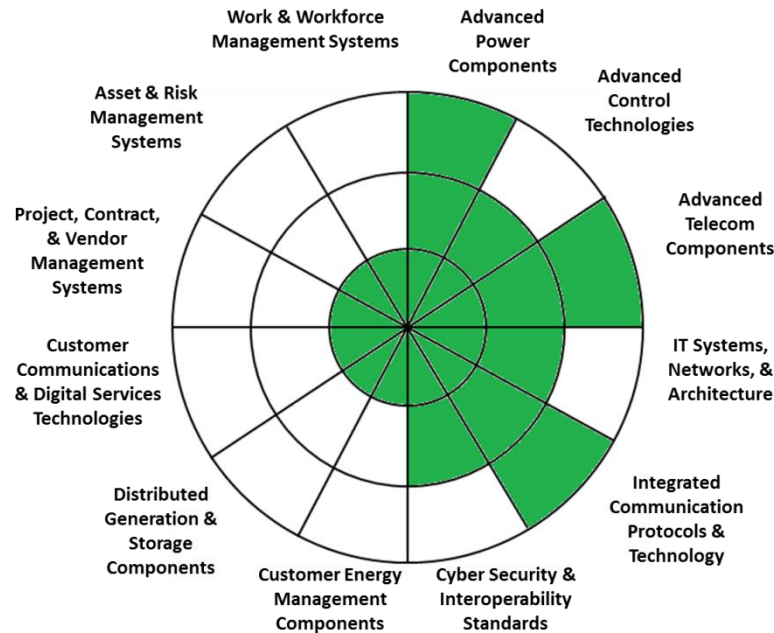 Work & Workforce
Management Systems
Advanced
Power
Components
Advanced
Control
Technologies
Advanced
Telecom
Components
IT Systems,
Networks, &
Architecture
Integrated
Communication
Protocols &
Technology
Cyber Security &
Interoperability
Standards
Customer Energy
Management
Components
Distributed
Generation &
Storage
Components
Customer
Communications
& Digital Services
Technologies
Project, Contract,
& Vendor
Management
Systems
Asset & Risk
Management
Systems